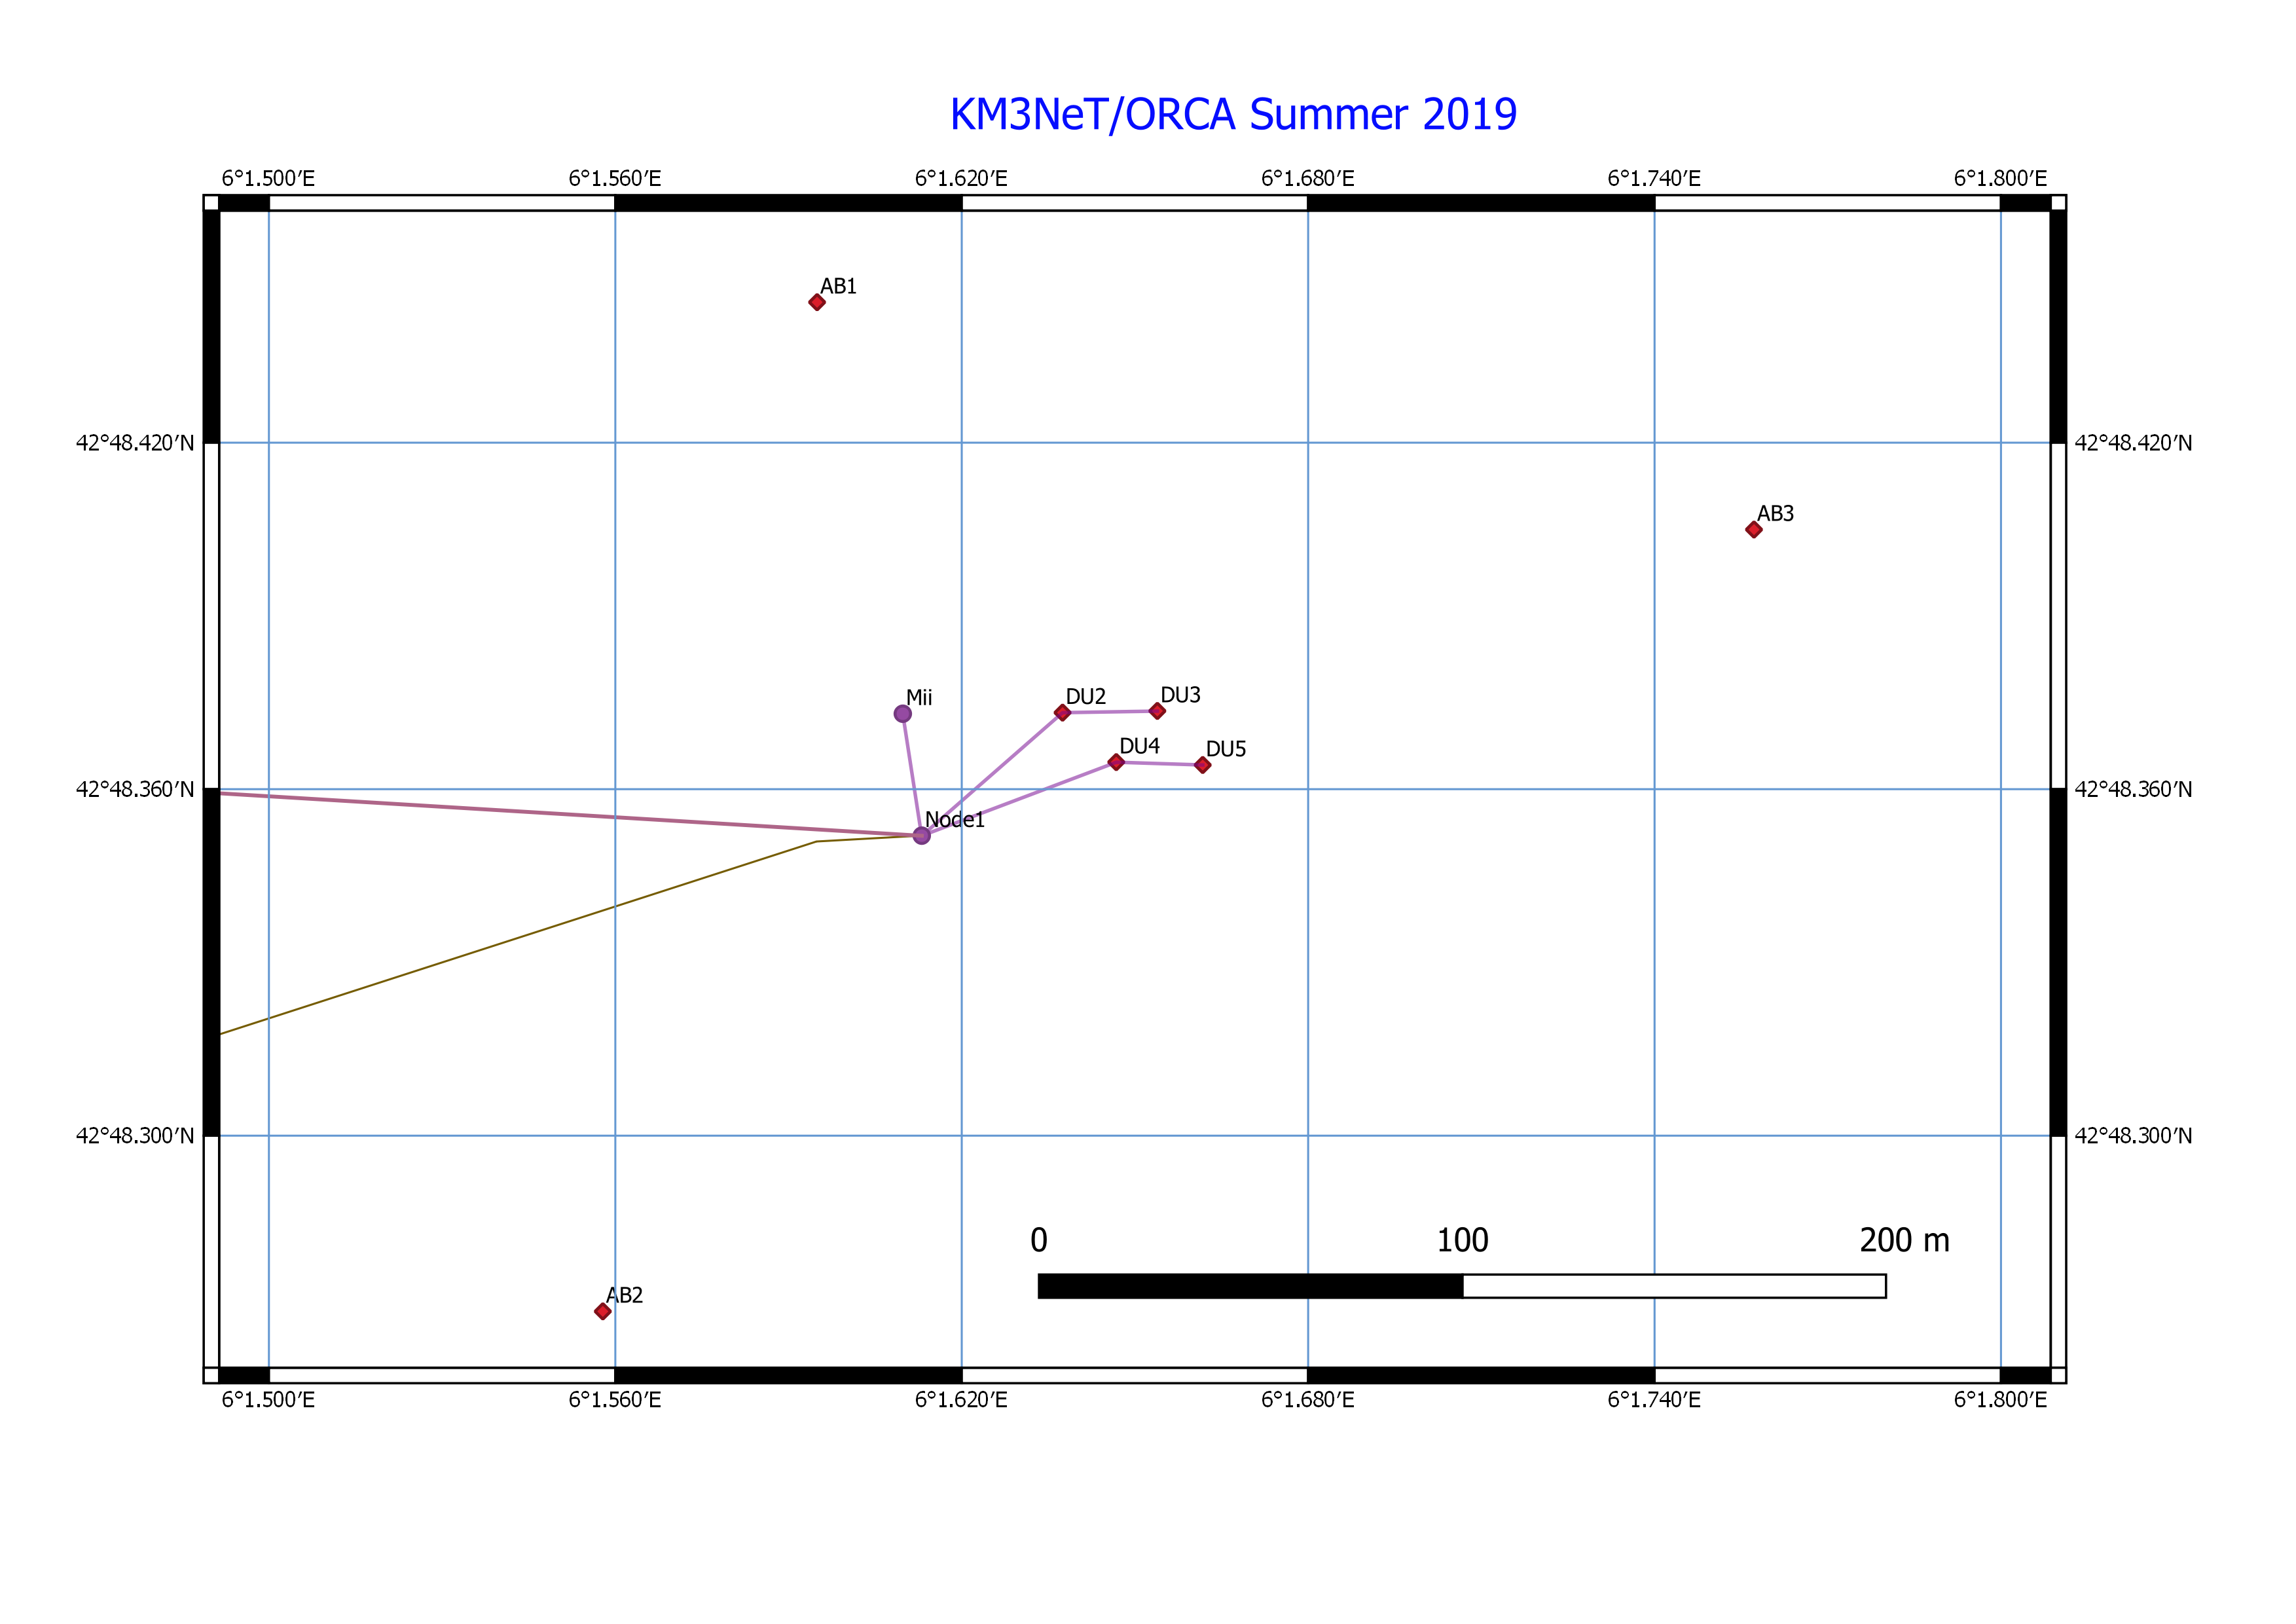 KM3NeT/ORCA Summer 2019
6°1.500′E 6°1.560′E 6°1.620′E 6°1.680′E 6°1.740′E 6°1.800′E
AB1
42°48.420′N 42°48.420′N
AB3
Mii DU2 DU3
DU4 DU5
42°48.360′N 42°48.360′N
Node1
42°48.300′N 42°48.300′N
0 100 200 m
AB2
6°1.500′E 6°1.560′E 6°1.620′E 6°1.680′E 6°1.740′E 6°1.800′E